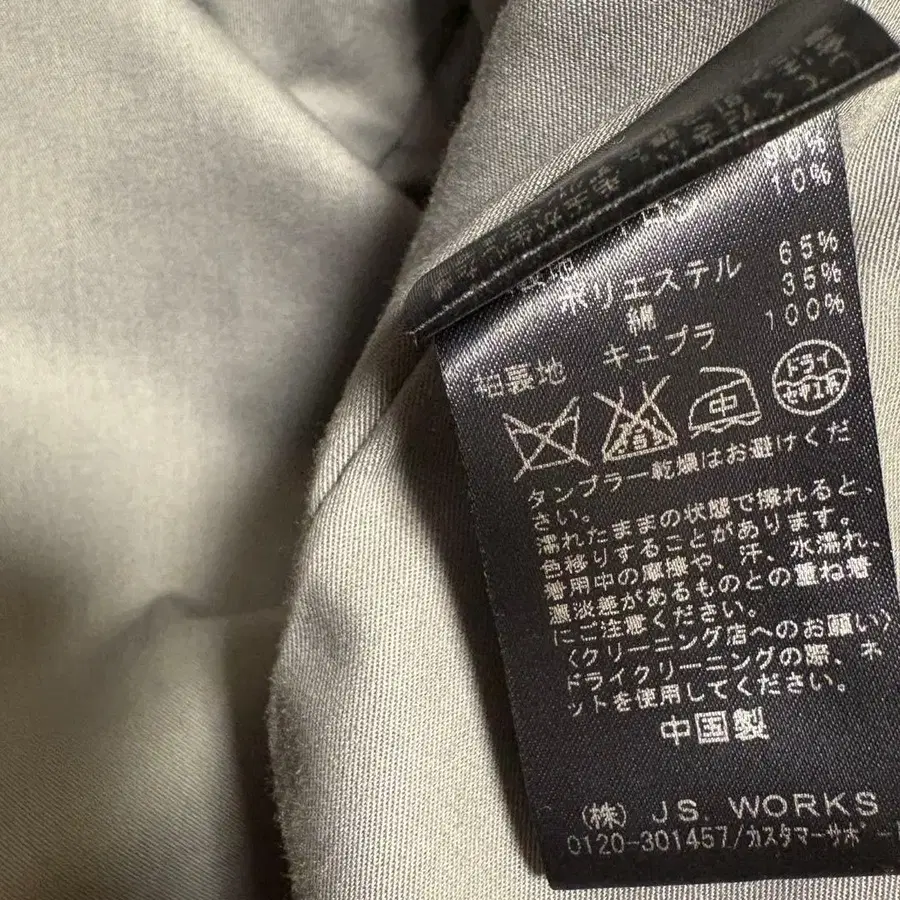 10%
ポリエステル 65%
綿 35%
袖裏地 キュプラ 100%
中 ドライ セキユ系
タンブラー乾燥はお避けくだ
さい。
濡れたままの状態で擦れると、
色移りすることがあります。
着用中の摩擦や、汗、水濡れ、
濃淡差があるものとの重ね着
にご注意ください。
〈クリーニング店へのお願い〉
ドライクリーニングの際、ネ
ットを使用してください。
中国製
(株) J.S. WORKS
0120-301457/カスタマーサポー